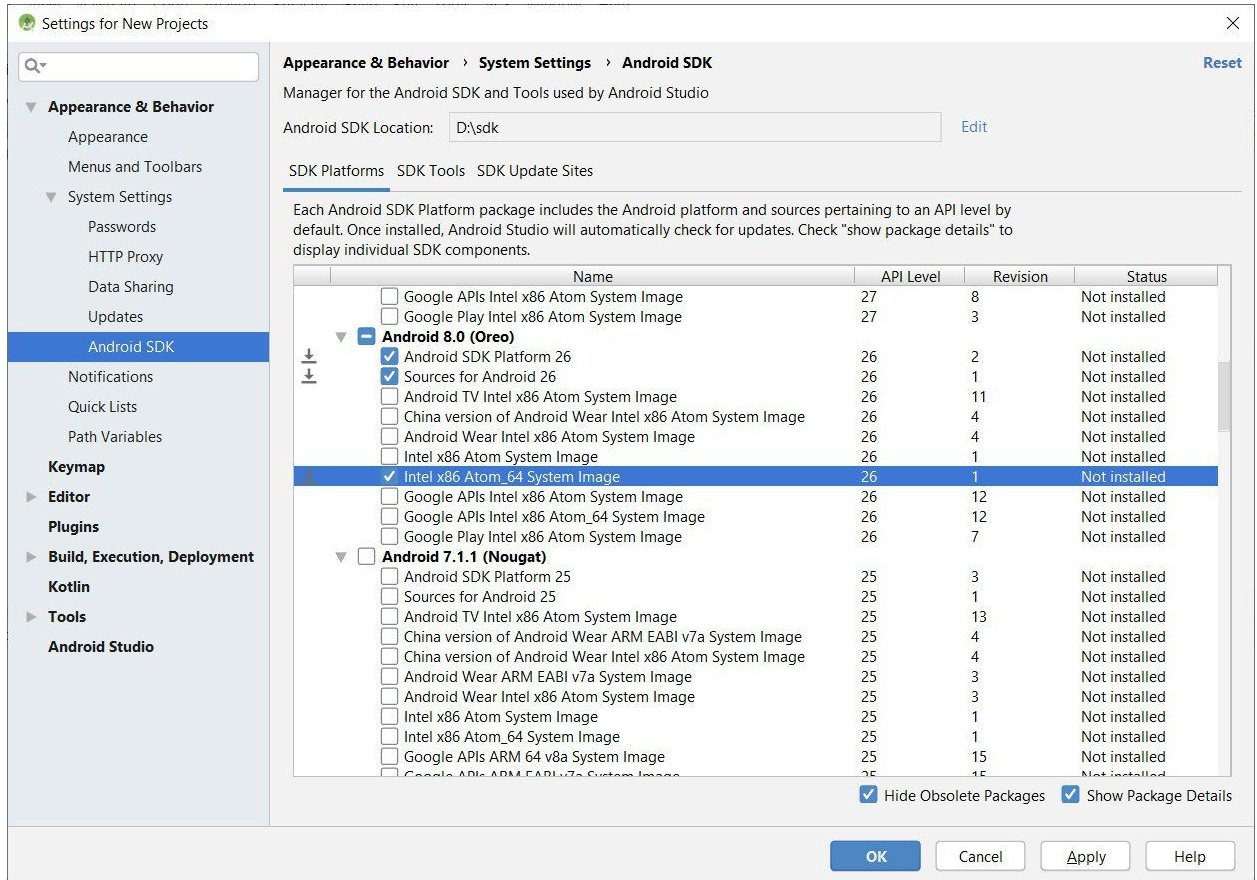 Settings for New Projects
Appearance & Behavior
Appearance
Menus and Toolbars
System Settings
Passwords
HTTP Proxy
Data Sharing
Updates
Android SDK
Notifications
Quick Lists
Path Variables
Keymap
Editor
Plugins
Build, Execution, Deployment
Kotlin
Tools
Android Studio
Appearance & Behavior › System Settings › Android SDK Reset
Manager for the Android SDK and Tools used by Android Studio
Android SDK Location: D:\sdk Edit
SDK Platforms SDK Tools SDK Update Sites
Each Android SDK Platform package includes the Android platform and sources pertaining to an API level by
default. Once installed, Android Studio will automatically check for updates. Check "show package details" to
display individual SDK components.
Name API Level Revision Status
Google APIs Intel x86 Atom System Image 27 8 Not installed
Google Play Intel x86 Atom System Image 27 3 Not installed
Android 8.0 (Oreo)
Android SDK Platform 26 26 2 Not installed
Sources for Android 26 26 1 Not installed
Android TV Intel x86 Atom System Image 26 11 Not installed
China version of Android Wear Intel x86 Atom System Image 26 4 Not installed
Android Wear Intel x86 Atom System Image 26 4 Not installed
Intel x86 Atom System Image 26 1 Not installed
Intel x86 Atom_64 System Image 26 1 Not installed
Google APIs Intel x86 Atom System Image 26 12 Not installed
Google APIs Intel x86 Atom_64 System Image 26 12 Not installed
Google Play Intel x86 Atom System Image 26 7 Not installed
Android 7.1.1 (Nougat)
Android SDK Platform 25 25 3 Not installed
Sources for Android 25 25 1 Not installed
Android TV Intel x86 Atom System Image 25 13 Not installed
China version of Android Wear ARM EABI v7a System Image 25 4 Not installed
China version of Android Wear Intel x86 Atom System Image 25 4 Not installed
Android Wear ARM EABI v7a System Image 25 3 Not installed
Android Wear Intel x86 Atom System Image 25 3 Not installed
Intel x86 Atom System Image 25 1 Not installed
Intel x86 Atom_64 System Image 25 1 Not installed
Google APIs ARM 64 v8a System Image 25 15 Not installed
Google APIs ARM EABI v7a System Image 25 15 Not installed
Hide Obsolete Packages Show Package Details
OK Cancel Apply Help